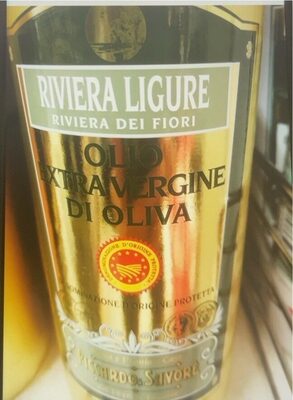 RIVIERA LIGURE
RIVIERA DEI FIORI
OLIO
EXTRAVERGINE
DI OLIVA
DENOMINAZIONE D'ORIGINE PROTETTA